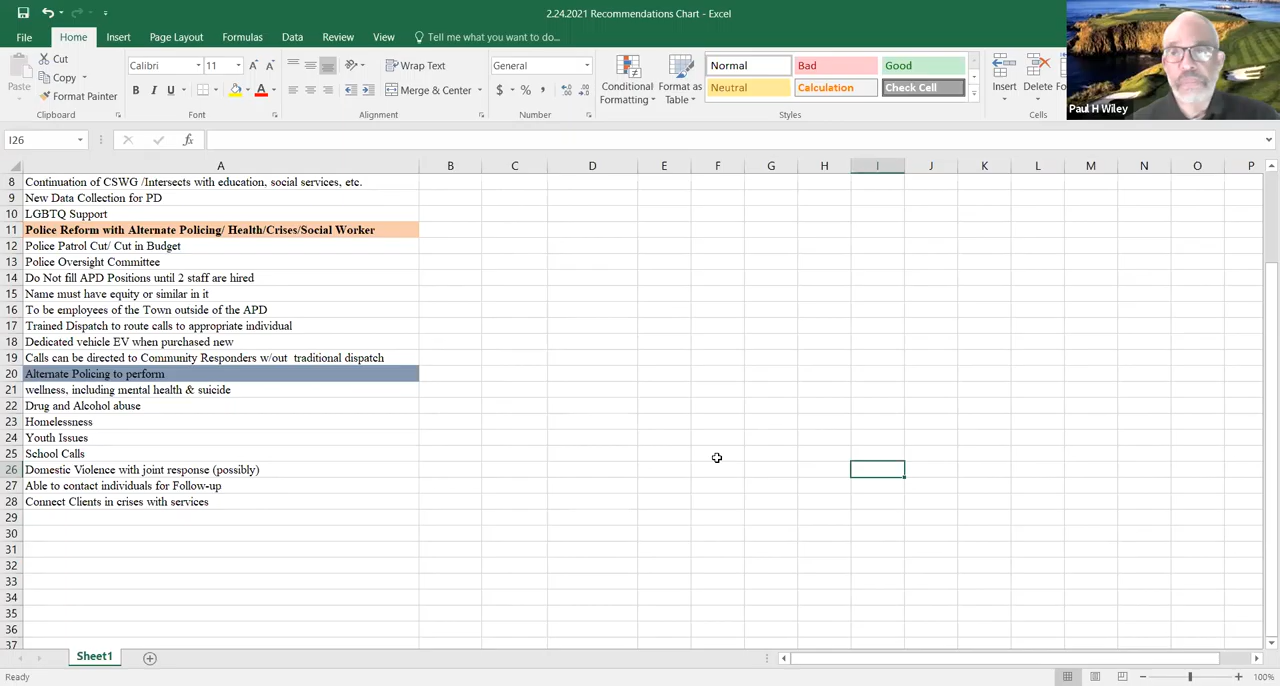 2.24.2021 Recommendations Chart - Excel
File Home Insert Page Layout Formulas Data Review View Tell me what you want to do...
Paste
Cut
Copy
Format Painter
Clipboard
Calibri 11
B I U
Font
Wrap Text
Merge & Center
Alignment
General
$ % ,
Number
Conditional Formatting
Format as Table
Normal Bad Good
Neutral Calculation Check Cell
Styles
Insert Delete
Cells
Paul H Wiley
I26 fx
A B C D E F G H I J K L M N O P
8 Continuation of CSWG /Intersects with education, social services, etc.
9 New Data Collection for PD
10 LGBTQ Support
11 Police Reform with Alternate Policing/ Health/Crises/Social Worker
12 Police Patrol Cut/ Cut in Budget
13 Police Oversight Committee
14 Do Not fill APD Positions until 2 staff are hired
15 Name must have equity or similar in it
16 To be employees of the Town outside of the APD
17 Trained Dispatch to route calls to appropriate individual
18 Dedicated vehicle EV when purchased new
19 Calls can be directed to Community Responders w/out traditional dispatch
20 Alternate Policing to perform
21 wellness, including mental health & suicide
22 Drug and Alcohol abuse
23 Homelessness
24 Youth Issues
25 School Calls
26 Domestic Violence with joint response (possibly)
27 Able to contact individuals for Follow-up
28 Connect Clients in crises with services
29
30
31
32
33
34
35
36
37
Sheet1
Ready
100%